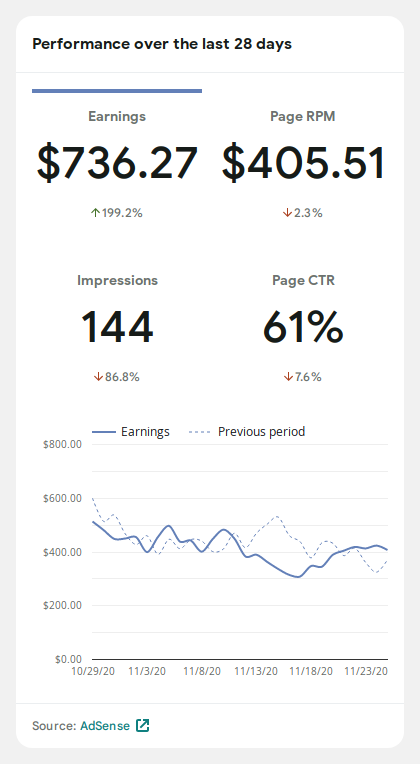 Performance over the last 28 days
Earnings Page RPM
$736.27 $405.51
↑199.2% ↓2.3%
Impressions Page CTR
144 61%
↓86.8% ↓7.6%
Earnings Previous period
$800.00
$600.00
$400.00
$200.00
$0.00
10/29/20 11/3/20 11/8/20 11/13/20 11/18/20 11/23/20
Source: AdSense